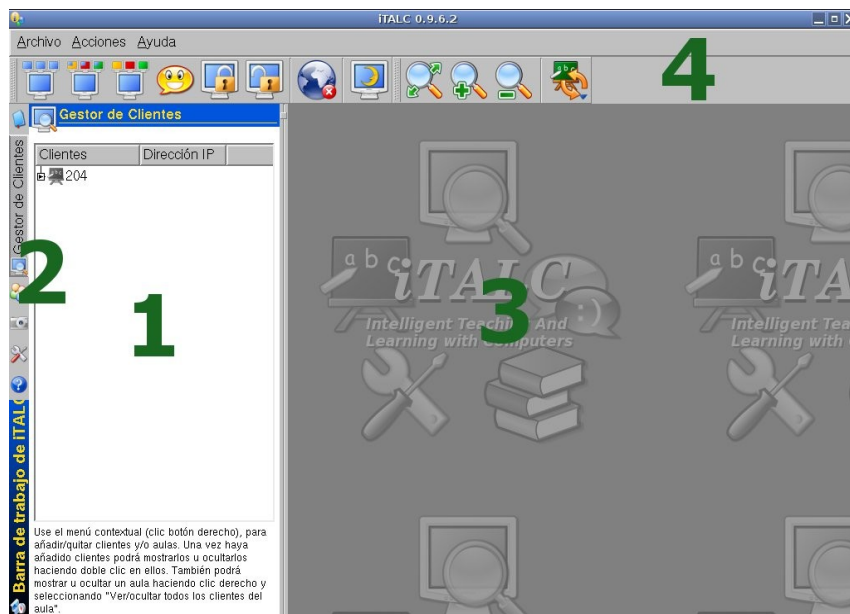 iTALC 0.9.6.2
Archivo Acciones Ayuda
4
Gestor de Clientes
Gestor de Clientes
Clientes Dirección IP
204
2
1
3
abc
iTALC
:)
Intelligent Teaching And
Learning with Computers
abc
iTA
Intelligent Tea
Learning with
Barra de trabajo de iTALC
Use el menú contextual (clic botón derecho), para
añadir/quitar clientes y/o aulas. Una vez haya
añadido clientes podrá mostrarlos u ocultarlos
haciendo doble clic en ellos. También podrá
mostrar u ocultar un aula haciendo clic derecho y
seleccionando "Ver/ocultar todos los clientes del
aula".